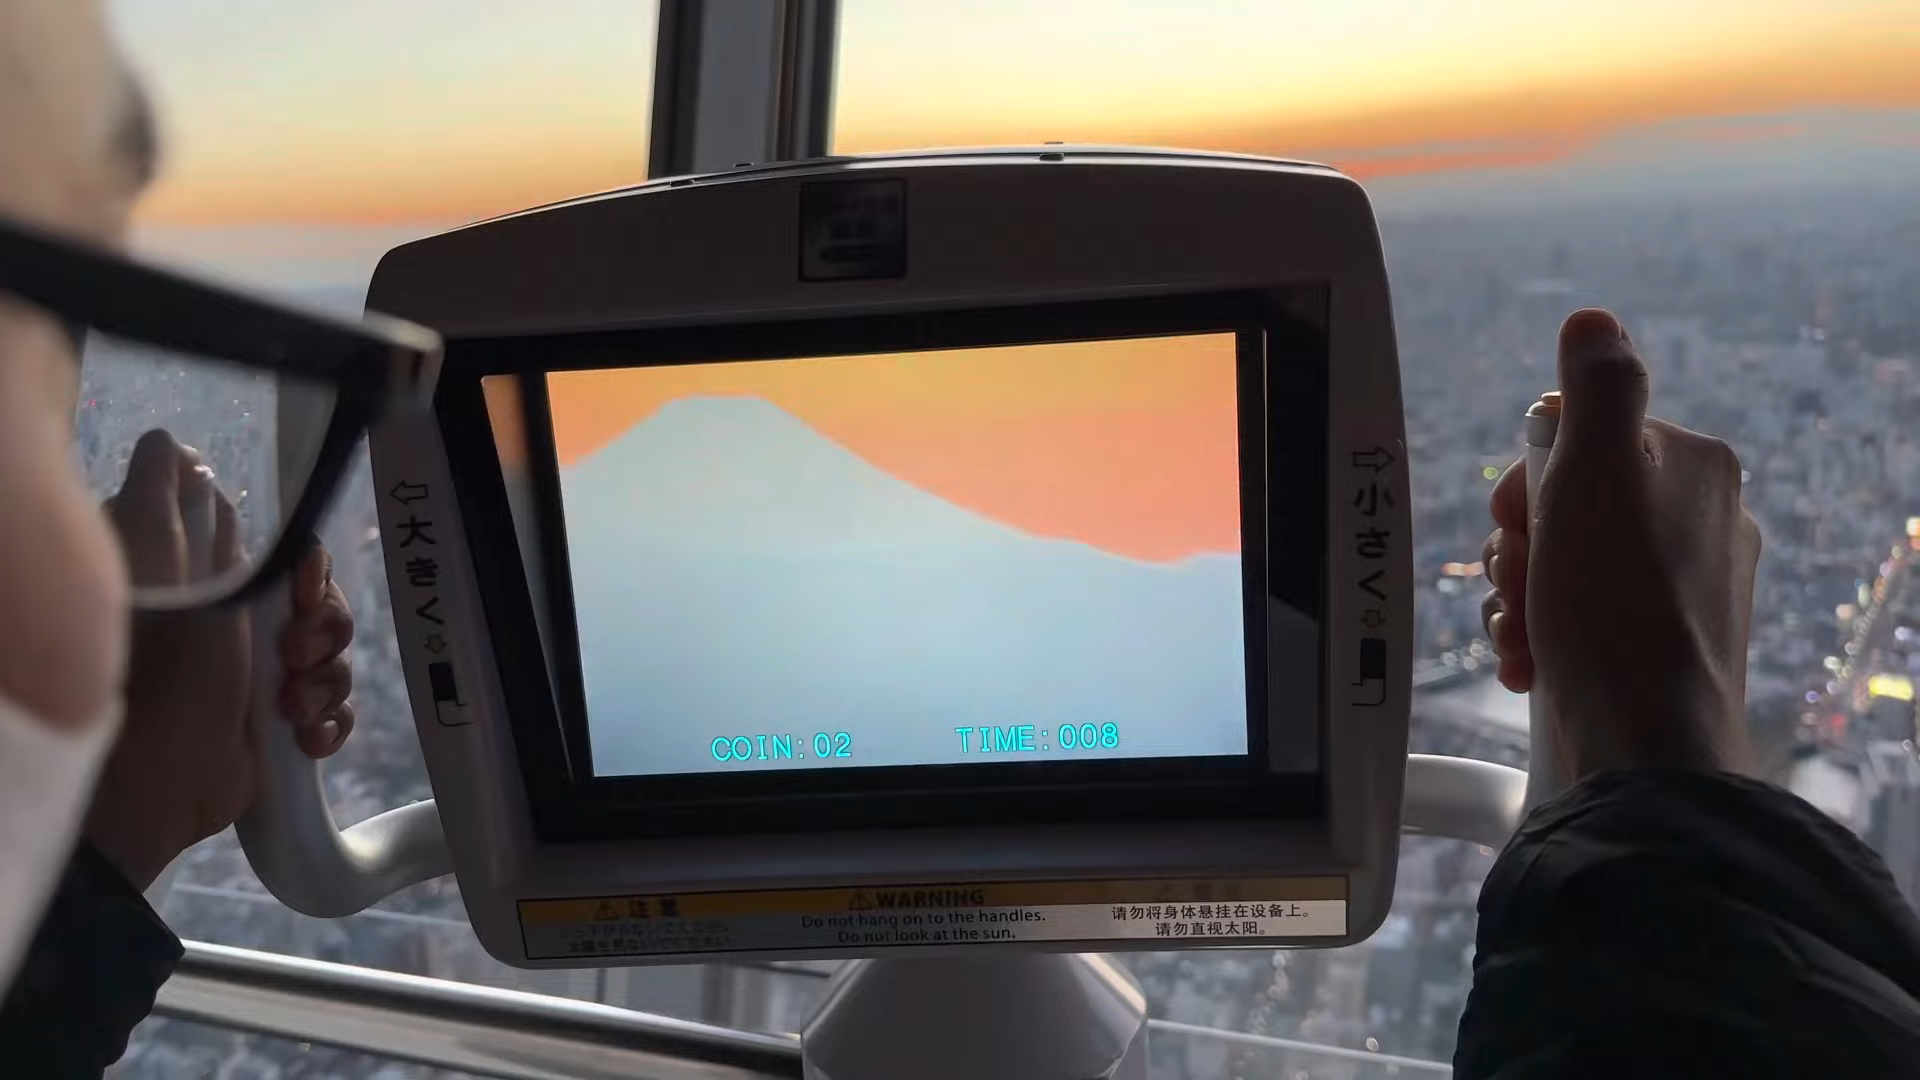 大きく
小さく
COIN:02
TIME:008
注意
WARNING
Do not hang on to the handles.
Do not look at the sun.
请勿将身体悬挂在设备上。
请勿直视太阳。